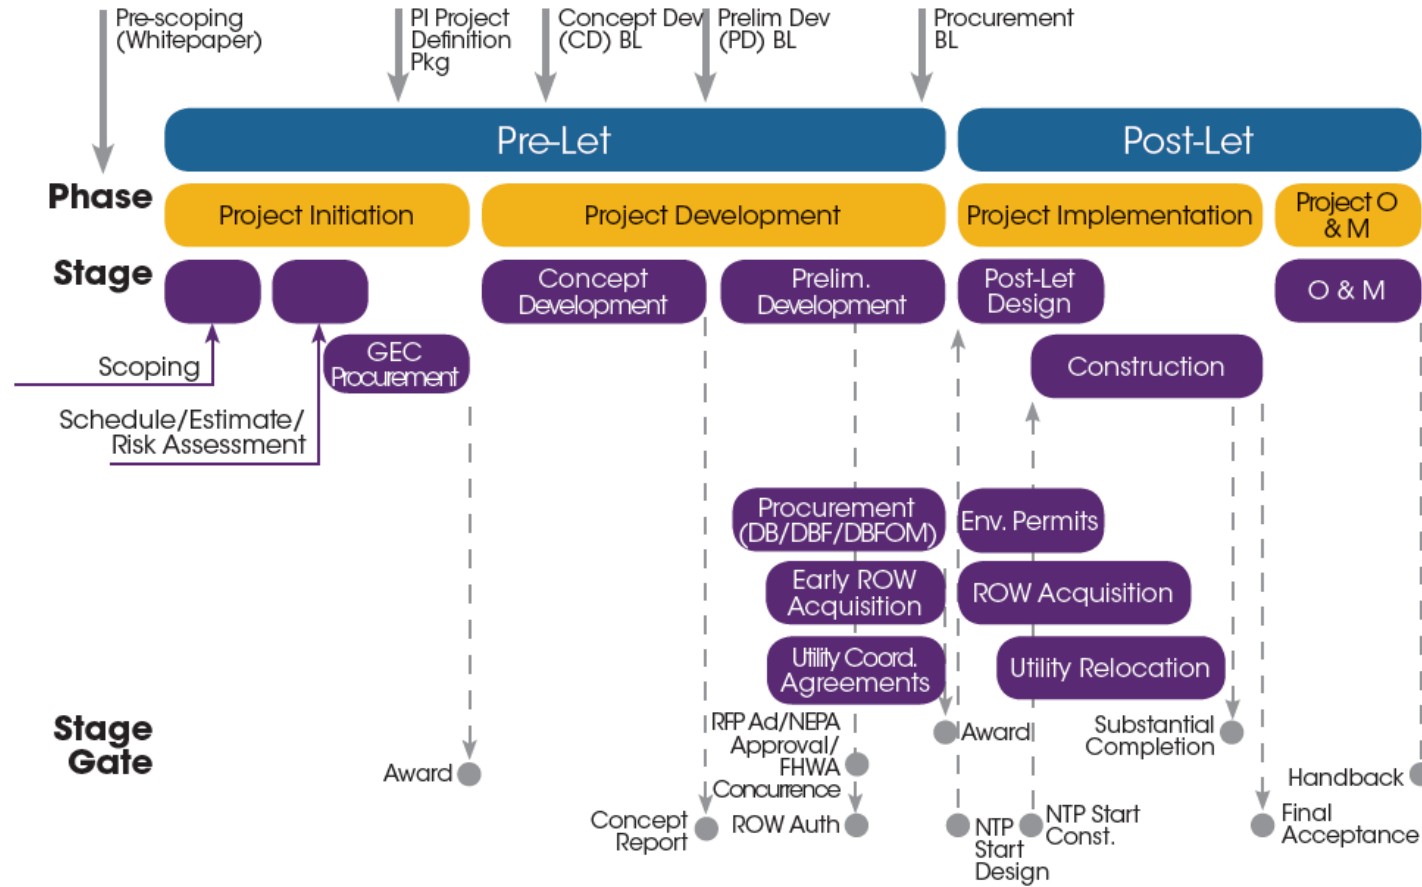 Pre-scoping
(Whitepaper)
PI Project
Definition
Pkg
Concept Dev
(CD) BL
Prelim Dev
(PD) BL
Procurement
BL
Pre-Let
Post-Let
Phase
Project Initiation
Project Development
Project Implementation
Project O
& M
Stage
Concept
Development
Prelim.
Development
Post-Let
Design
O & M
Scoping
GEC
Procurement
Construction
Schedule/Estimate/
Risk Assessment
Procurement
(DB/DBF/DBFOM)
Env. Permits
Early ROW
Acquisition
ROW Acquisition
Utility Coord.
Agreements
Utility Relocation
Stage
Gate
Award
Concept
Report
RFP Ad/NEPA
Approval/
FHWA
Concurrence
ROW Auth
Award
NTP
Start
Design
NTP Start
Const.
Substantial
Completion
Final
Acceptance
Handback